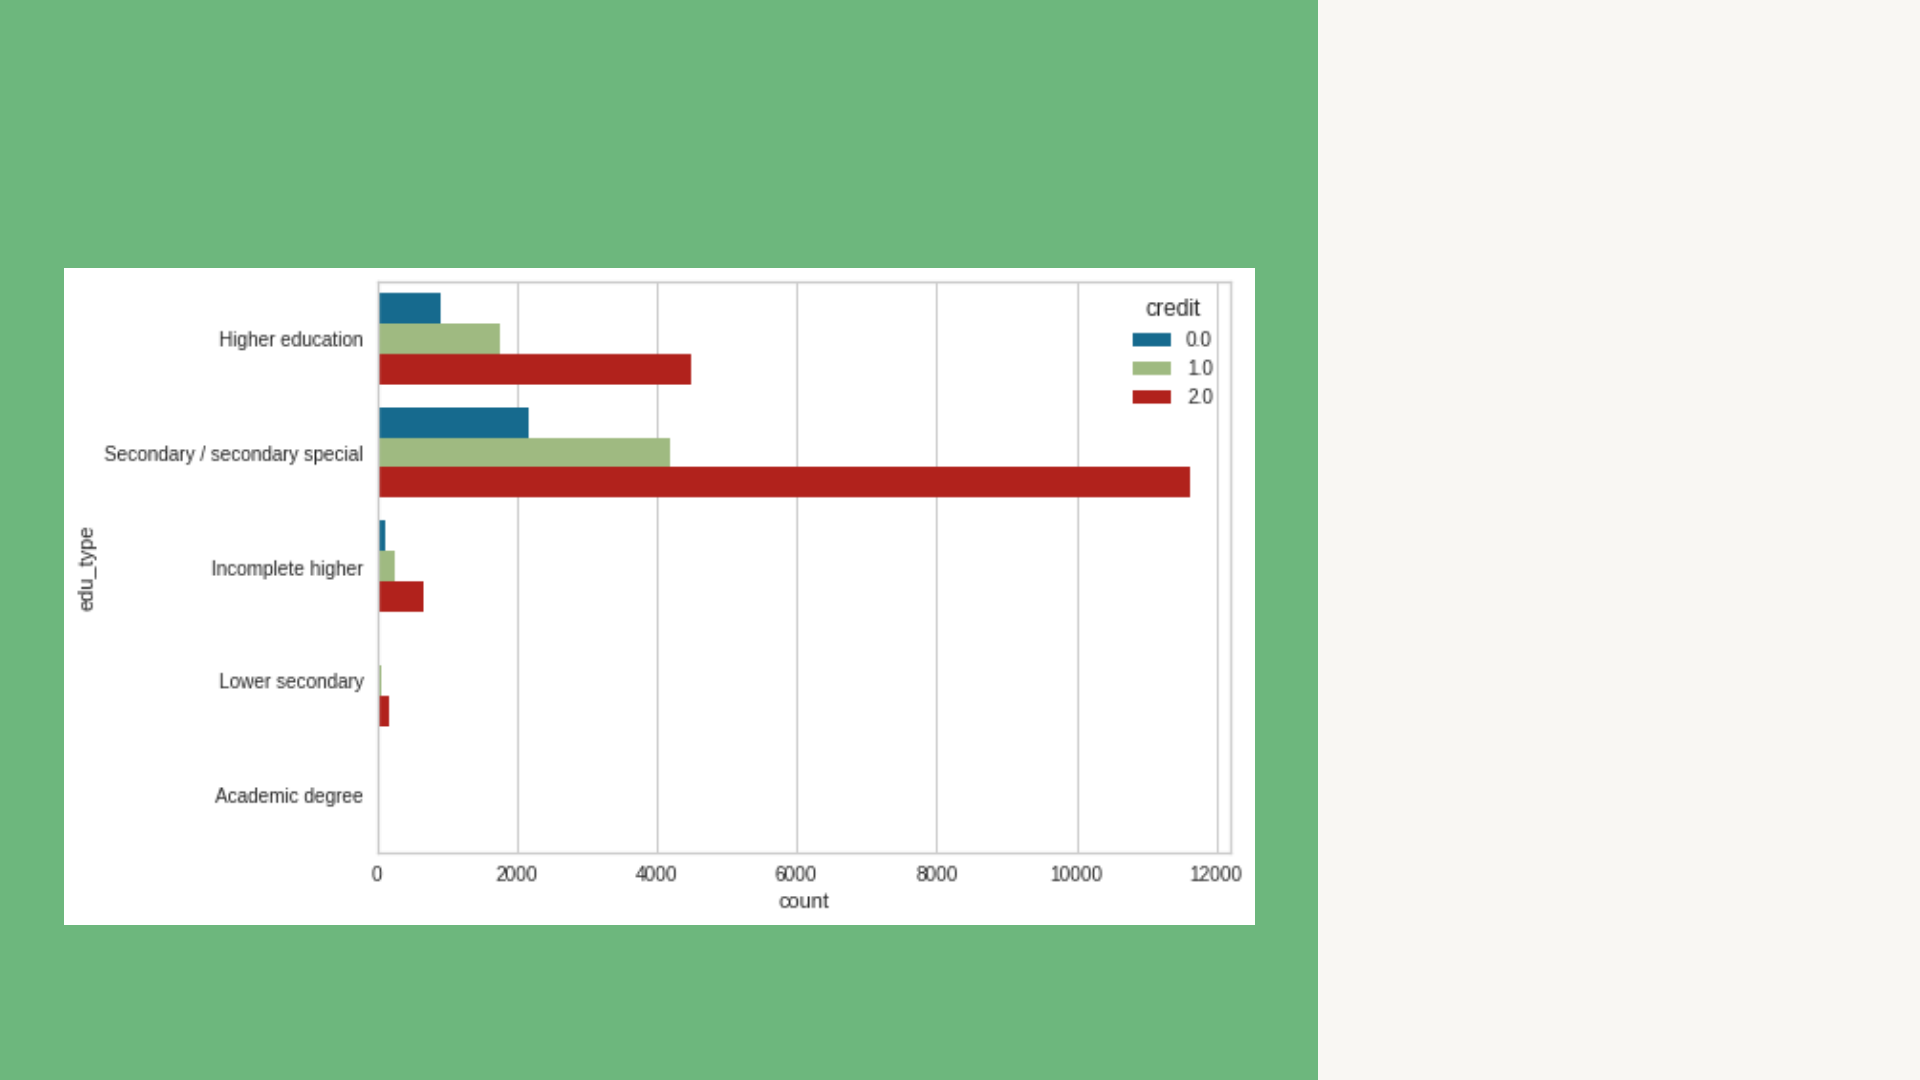 credit
0.0
1.0
2.0
Higher education
Secondary / secondary special
Incomplete higher
Lower secondary
Academic degree
edu_type
0 2000 4000 6000 8000 10000 12000
count